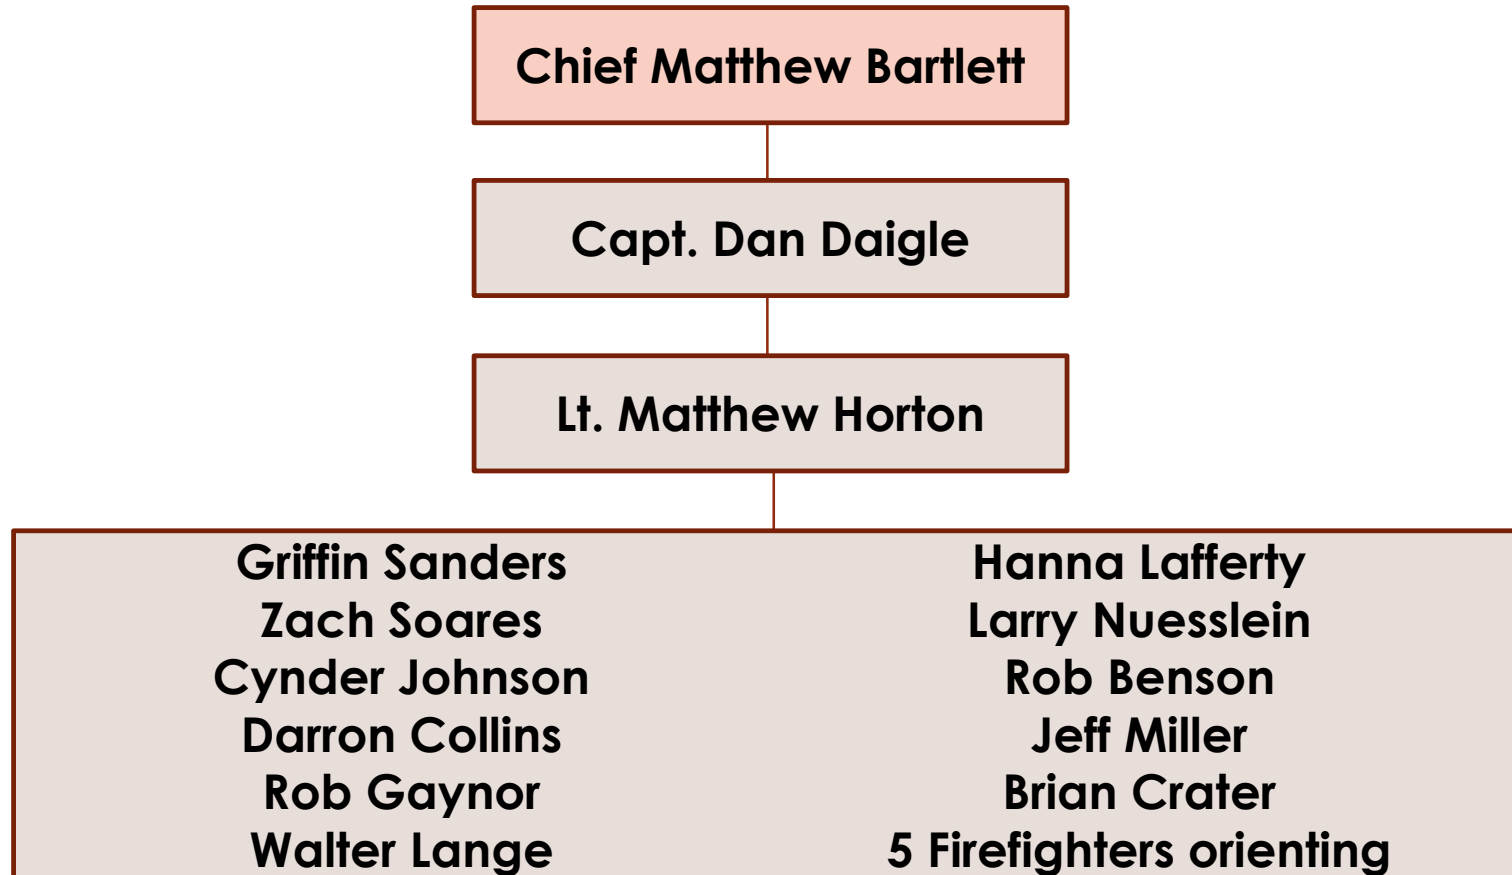 Chief Matthew Bartlett
Capt. Dan Daigle
Lt. Matthew Horton
Griffin Sanders
Zach Soares
Cynder Johnson
Darron Collins
Rob Gaynor
Walter Lange
Hanna Lafferty
Larry Nuesslein
Rob Benson
Jeff Miller
Brian Crater
5 Firefighters orienting